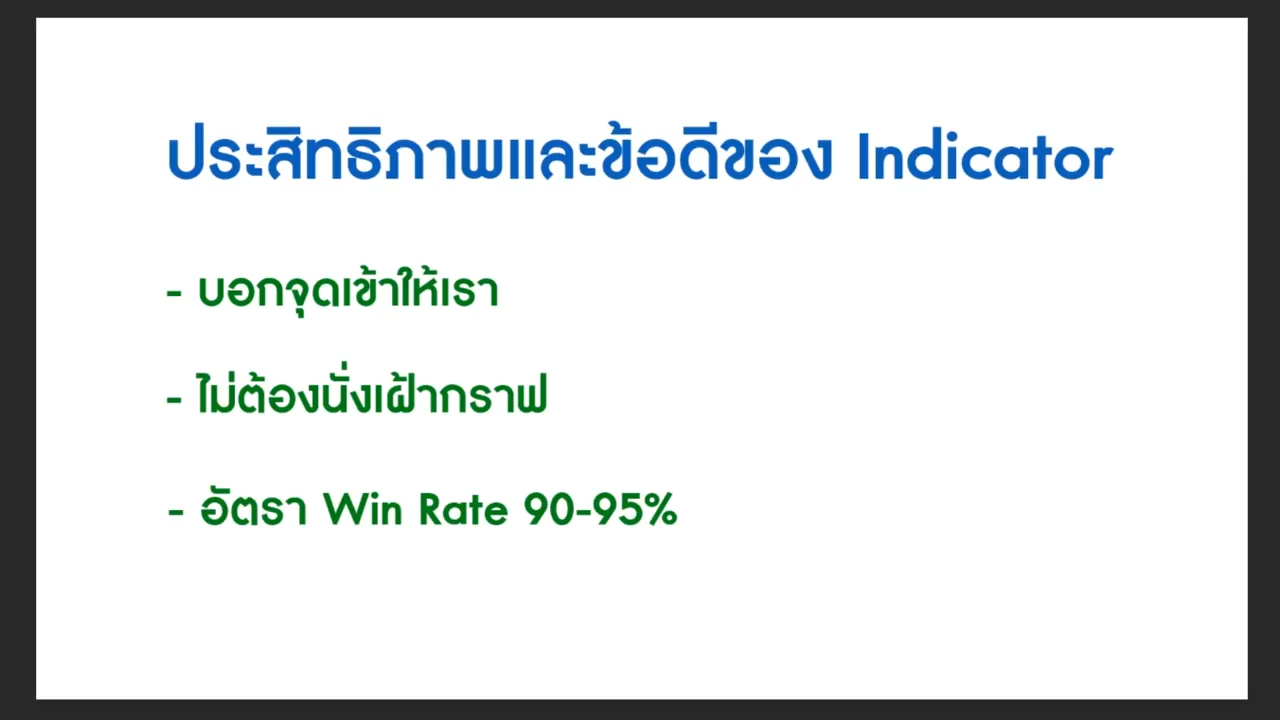 ประสิทธิภาพและข้อดีของ Indicator
- บอกจุดเข้าให้เรา
- ไม่ต้องนั่งเฝ้ากราฟ
- อัตรา Win Rate 90-95%